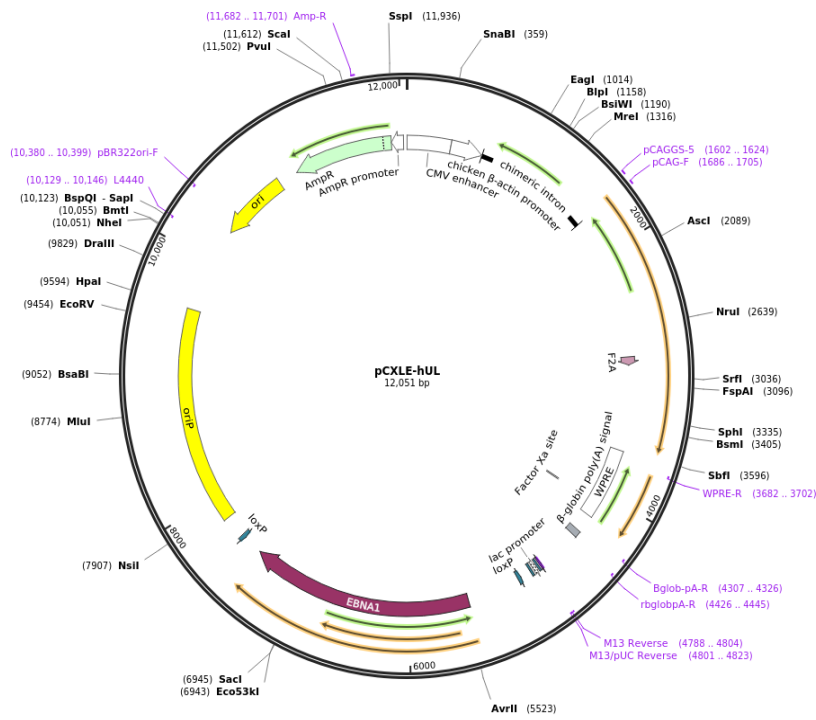 (11,682 .. 11,701) Amp-R
SspI (11,936)
(11,612) ScaI
(11,502) PvuI
SnaBI (359)
EagI (1014)
BlpI (1158)
BsiWI (1190)
MreI (1316)
pCAGGS-5 (1602 .. 1624)
pCAG-F (1686 .. 1705)
AscI (2089)
NruI (2639)
SrfI (3036)
FspAI (3096)
SphI (3335)
BsmI (3405)
SbfI (3596)
WPRE-R (3682 .. 3702)
Bglob-pA-R (4307 .. 4326)
rbglobpA-R (4426 .. 4445)
M13 Reverse (4788 .. 4804)
M13/pUC Reverse (4801 .. 4823)
AvrII (5523)
(6945) SacI
(6943) Eco53kI
(7907) NsiI
(8774) MluI
(9052) BsaBI
(9454) EcoRV
(9594) HpaI
(9829) DraIII
(10,051) NheI
(10,055) BmtI
(10,123) BspQI - SapI
(10,129 .. 10,146) L4440
(10,380 .. 10,399) pBR322ori-F
12,000
2000
4000
6000
8000
10,000
AmpR
AmpR promoter
CMV enhancer
chicken β-actin promoter
chimeric intron
ori
F2A
pCXLE-hUL
12,051 bp
oriP
Factor Xa site
β-globin poly(A) signal
WPRE
lac promoter
loxP
loxP
EBNA1